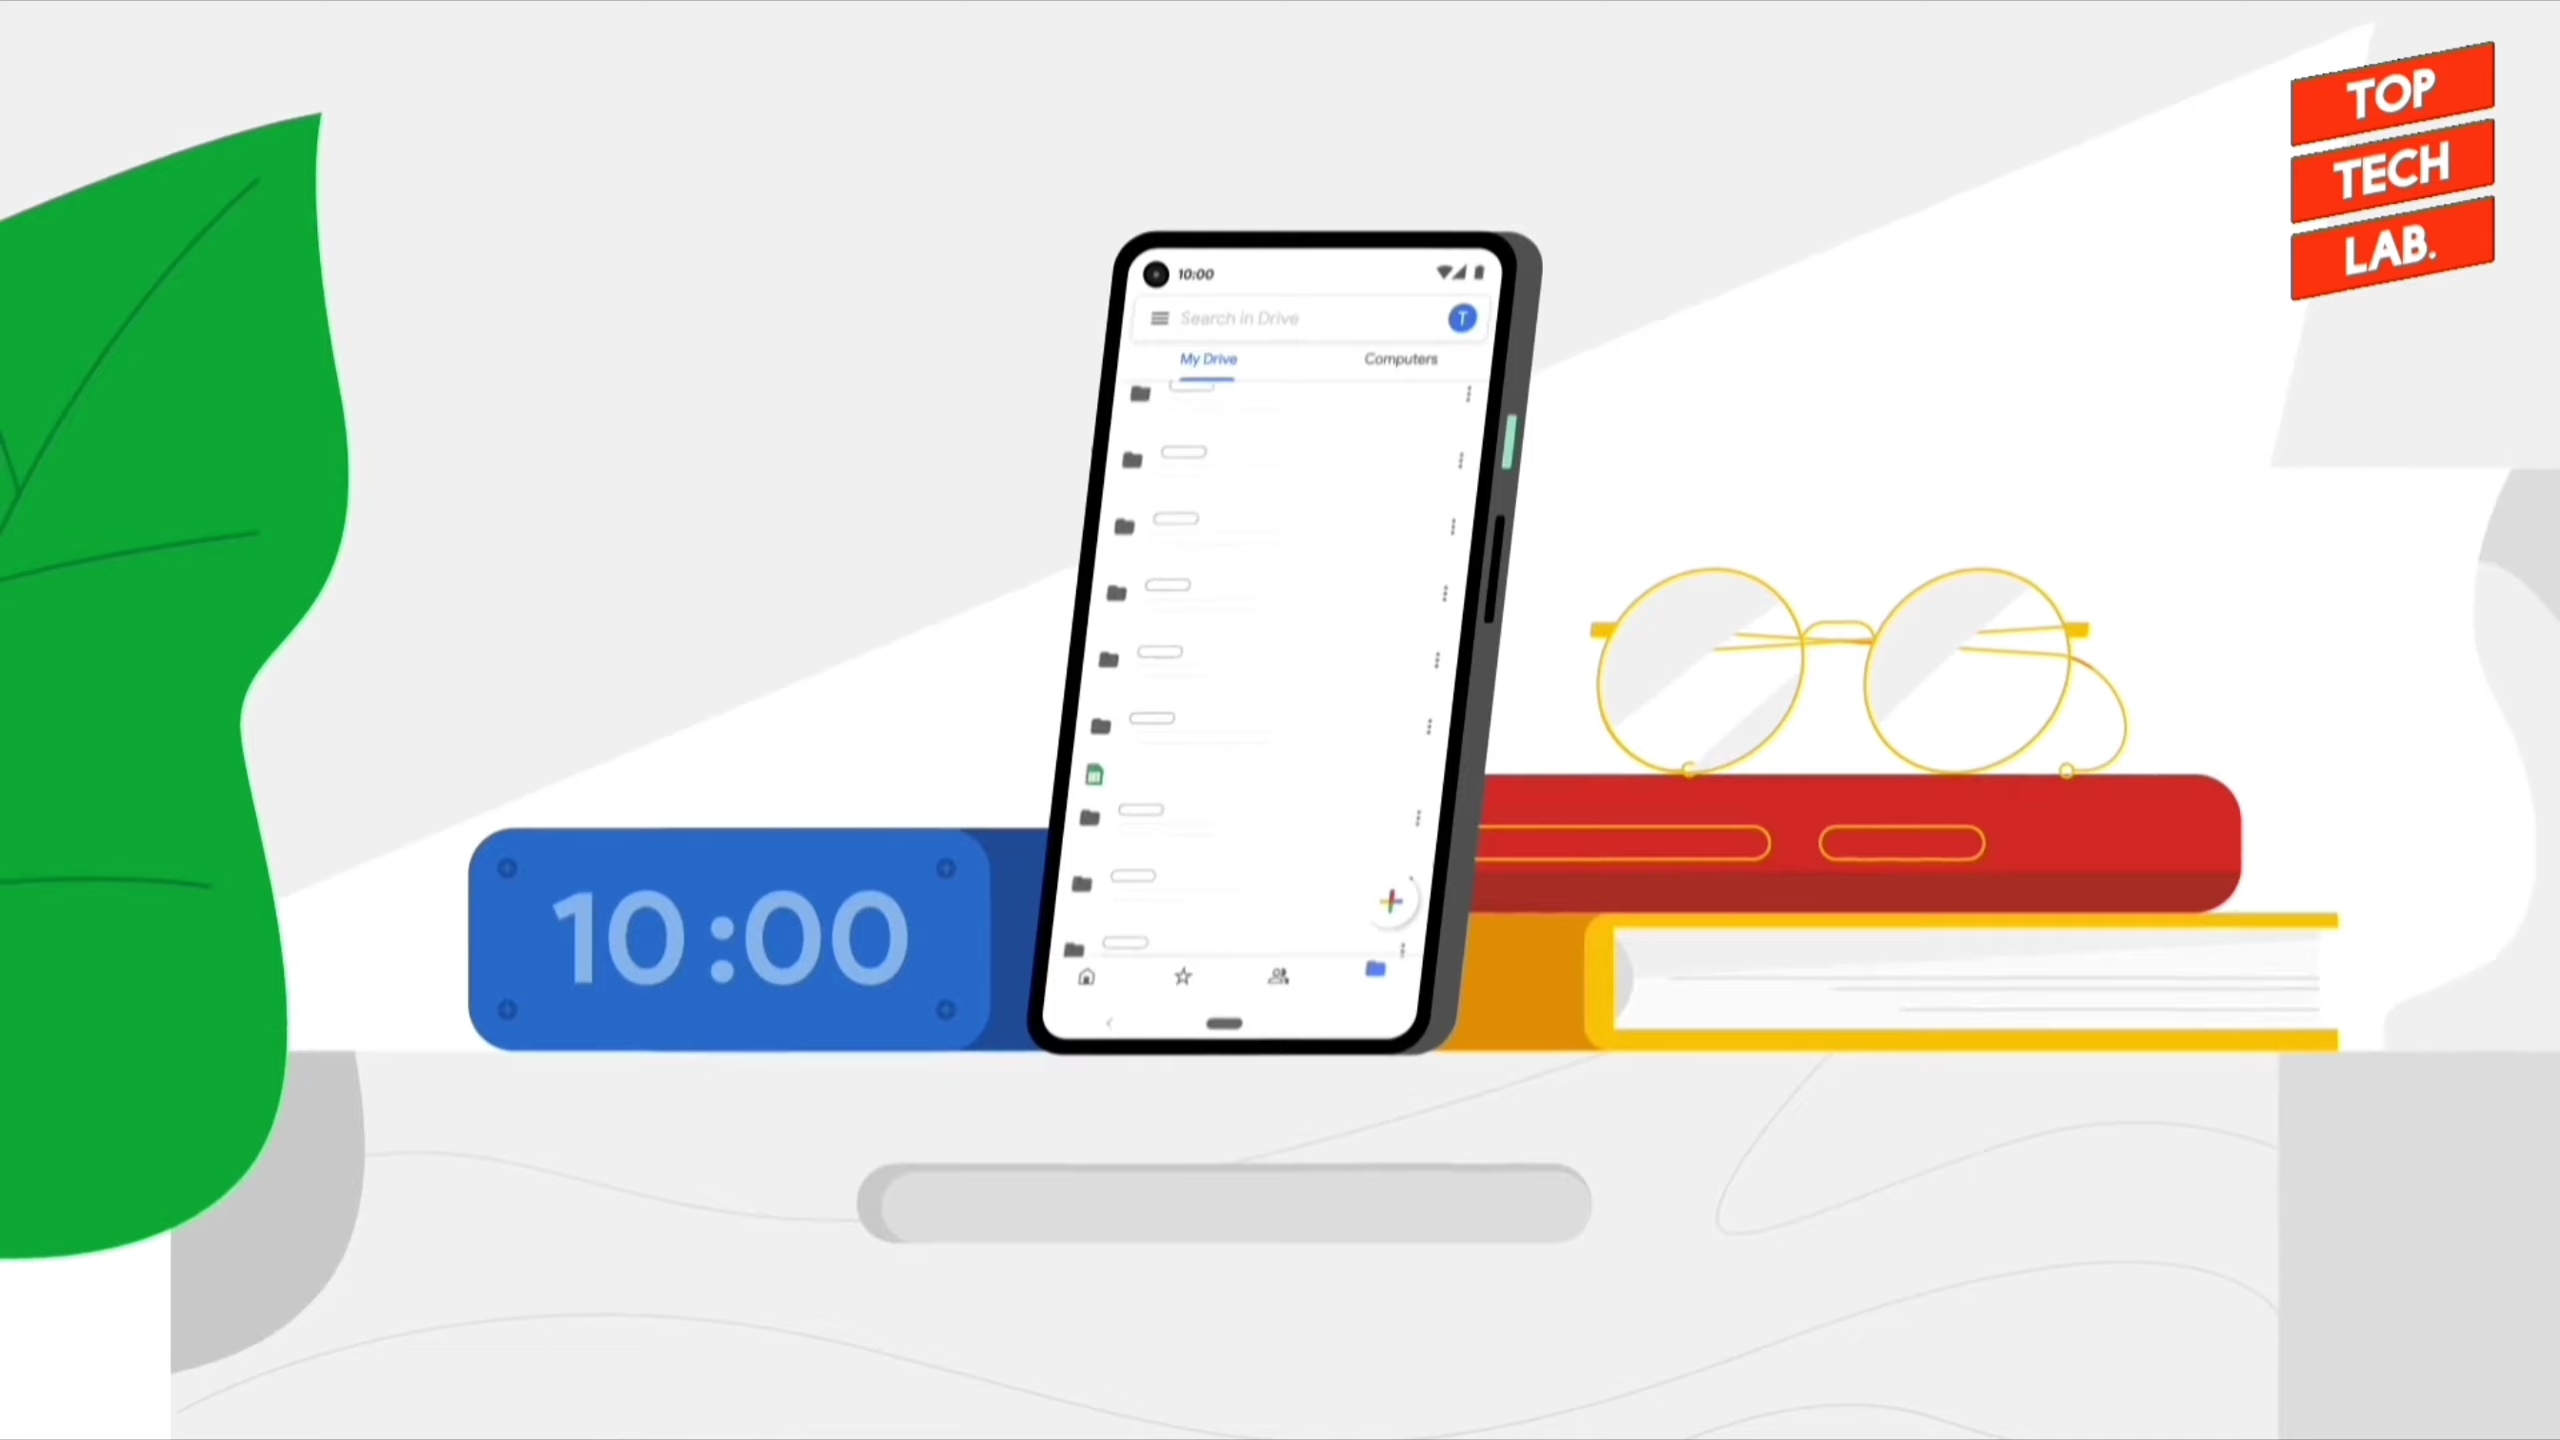 TOP
TECH
LAB.
10:00
Search in Drive
T
My Drive
Computers
10:00